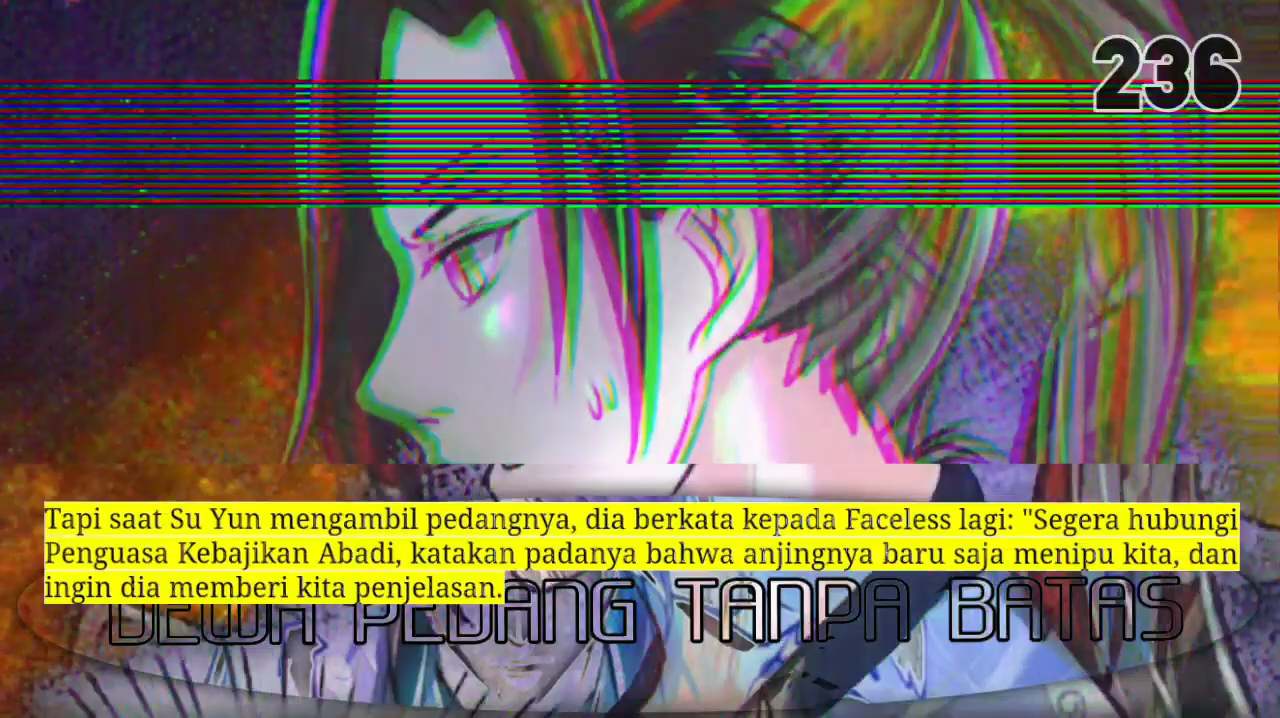 236
Tapi saat Su Yun mengambil pedangnya, dia berkata kepada Faceless lagi: "Segera hubungi
Penguasa Kebajikan Abadi, katakan padanya bahwa anjingnya baru saja menipu kita, dan
ingin dia memberi kita penjelasan.
DEWA PEDANG TANPA BATAS